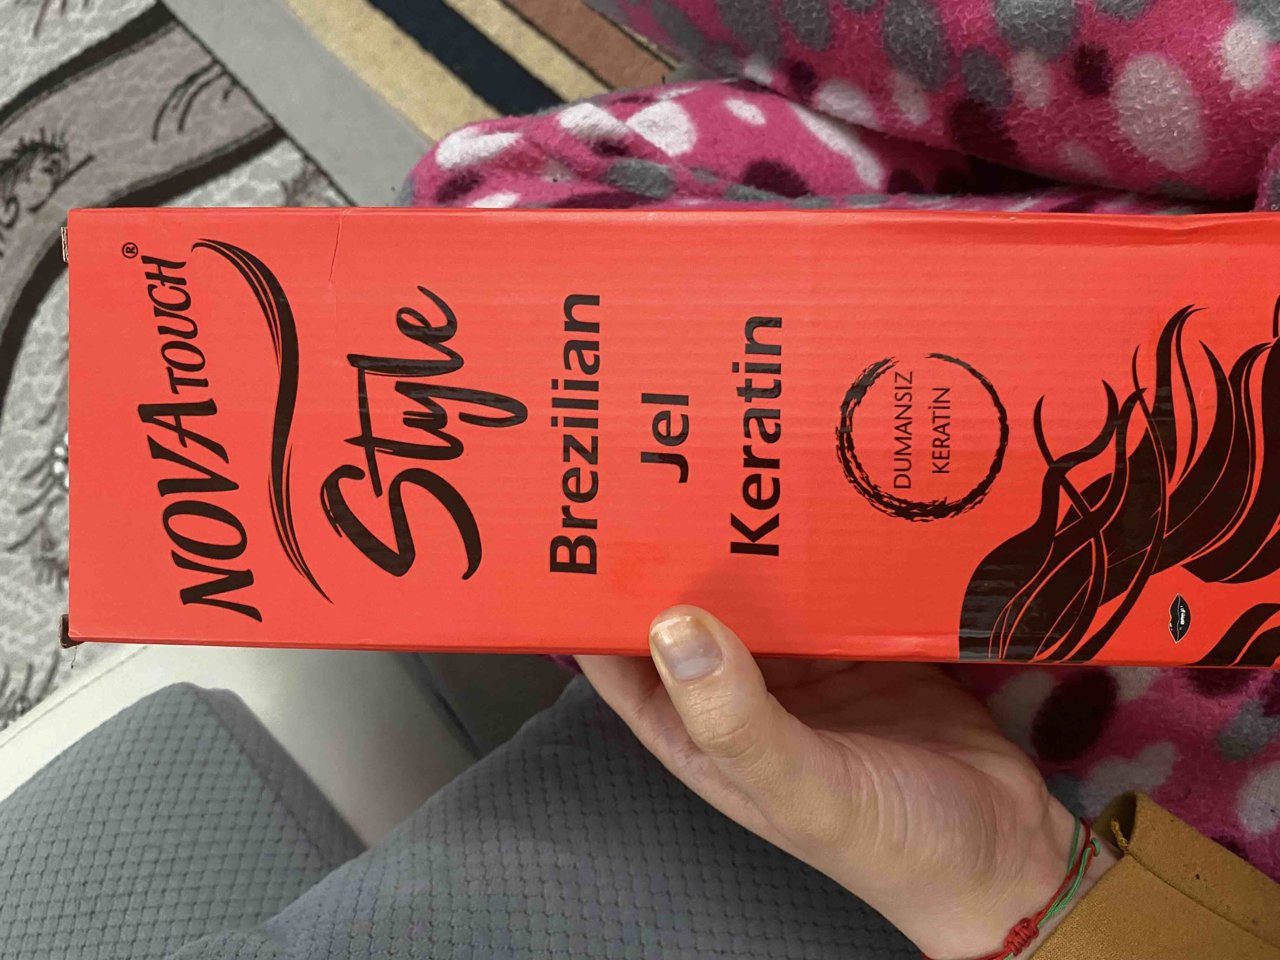 NOVA TOUCH®
Style
Brezilian
Jel
Keratin
DUMANSIZ
KERATİN